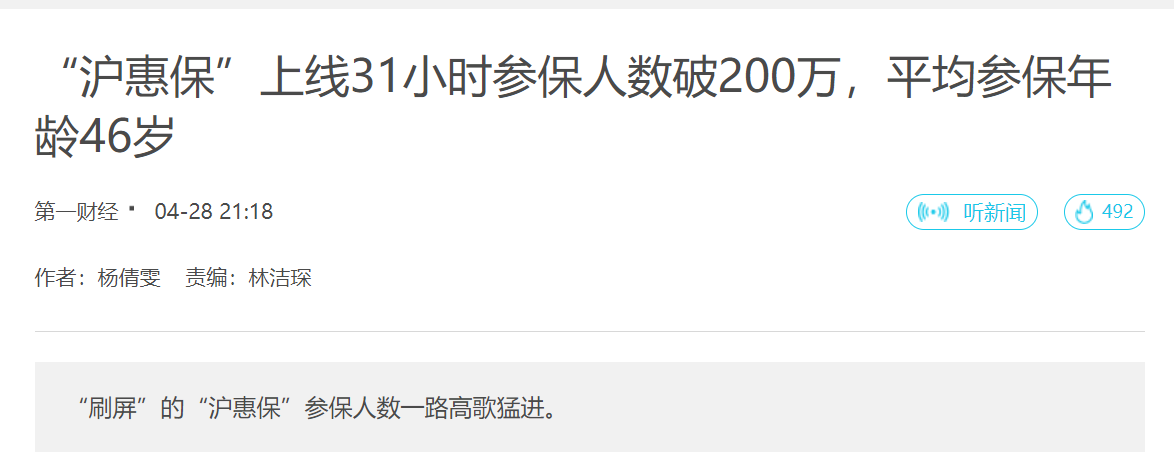 “沪惠保”上线31小时参保人数破200万，平均参保年
龄46岁
第一财经 · 04-28 21:18 听新闻 492
作者：杨倩雯 责编：林洁琛
“刷屏”的“沪惠保”参保人数一路高歌猛进。